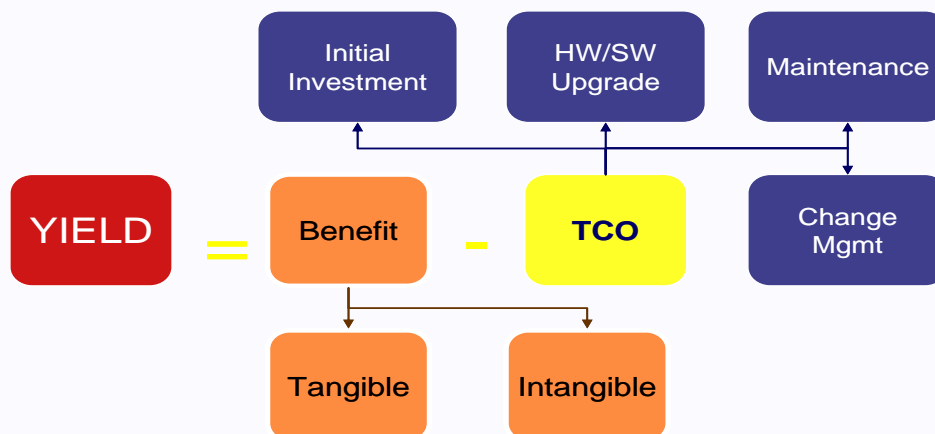 Initial
Investment
HW/SW
Upgrade
Maintenance
YIELD
=
Benefit
-
TCO
Change
Mgmt
Tangible
Intangible